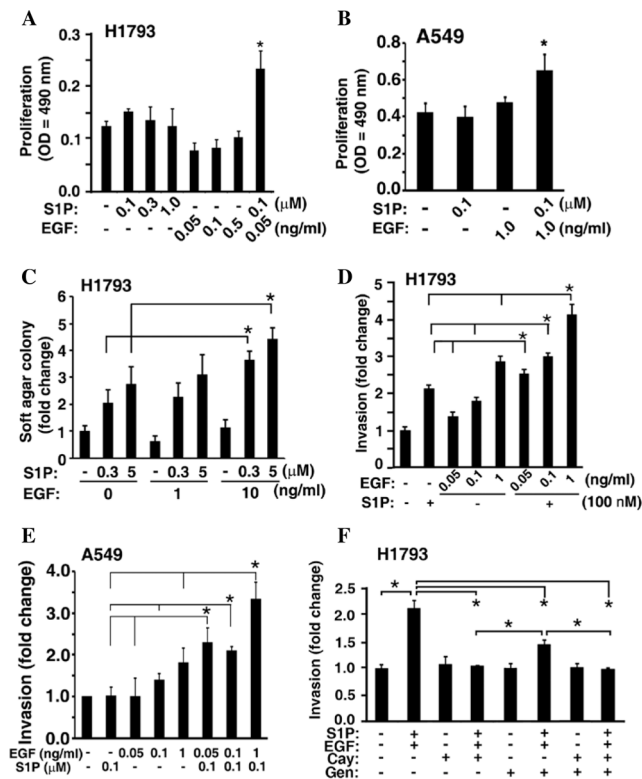 A H1793
Proliferation
(OD = 490 nm)
0.3
0.2
0.1
0.0
*
S1P: - 0.1 0.3 1.0 - - - 0.1 (μM)
EGF: - - - - 0.05 0.1 0.5 0.05 (ng/ml)
B A549
Proliferation
(OD = 490 nm)
0.8
0.6
0.4
0.2
0.0
*
S1P: - 0.1 - 0.1 (μM)
EGF: - - 1.0 1.0 (ng/ml)
C H1793
Soft agar colony
(fold change)
6
5
4
3
2
1
0
* *
S1P: - 0.3 5 - 0.3 5 - 0.3 5 (μM)
EGF: 0 1 10 (ng/ml)
D H1793
Invasion (fold change)
5
4
3
2
1
0
* * *
EGF: - - 0.05 0.1 1 0.05 0.1 1 (ng/ml)
S1P: - + - + (100 nM)
E A549
Invasion (fold change)
4.0
3.0
2.0
1.0
0.0
* * *
EGF (ng/ml) - - 0.05 0.1 1 0.05 0.1 1
S1P (μM) - 0.1 - - - 0.1 0.1 0.1
F H1793
Invasion (fold change)
2.5
2.0
1.5
1.0
0.5
0.0
* * * *
* *
S1P: - + - + - + - +
EGF: - + - + - + - +
Cay: - - + + - - + +
Gen: - - - - + + + +